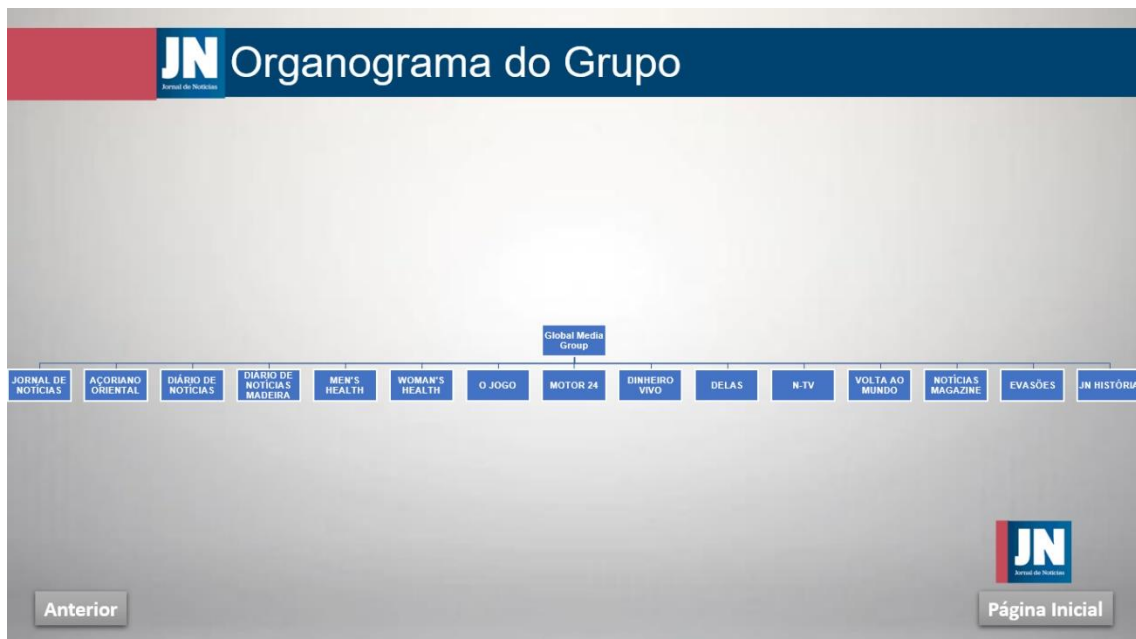 JN
Jornal de Notícias
Organograma do Grupo
Global Media
Group
JORNAL DE
NOTÍCIAS
AÇORIANO
ORIENTAL
DIÁRIO DE
NOTÍCIAS
DIÁRIO DE
NOTÍCIAS
MADEIRA
MEN'S
HEALTH
WOMAN'S
HEALTH
O JOGO
MOTOR 24
DINHEIRO
VIVO
DELAS
N-TV
VOLTA AO
MUNDO
NOTÍCIAS
MAGAZINE
EVASÕES
JN HISTÓRIA
JN
Jornal de Notícias
Anterior
Página Inicial